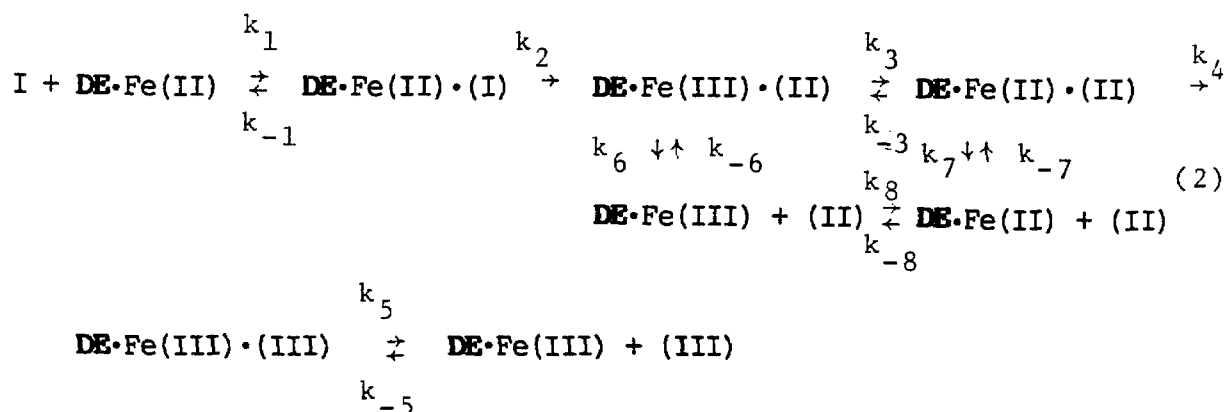 k1 k2 k3 k4
I + DE·Fe(II) ⇄ DE·Fe(II)·(I) → DE·Fe(III)·(II) ⇄ DE·Fe(II)·(II) →
k-1 k-3
k6 ↓↑ k-6 k7 ↓↑ k-7
(2)
k8
DE·Fe(III) + (II) ⇄ DE·Fe(II) + (II)
k-8
k5
DE·Fe(III)·(III) ⇄ DE·Fe(III) + (III)
k-5